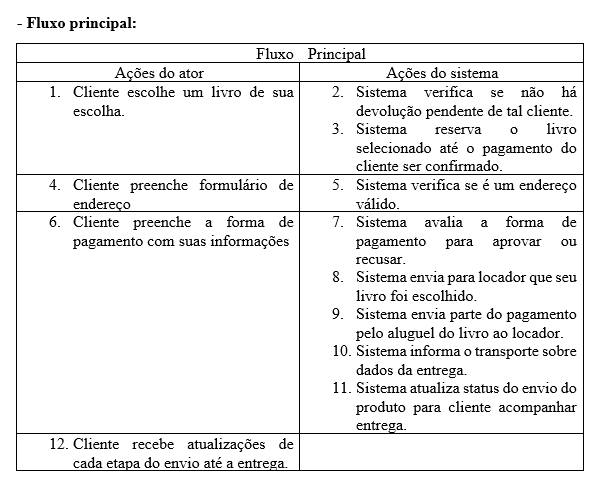 - Fluxo principal:
Fluxo Principal
Ações do ator
Ações do sistema
1. Cliente escolhe um livro de sua
escolha.
2. Sistema verifica se não há
devolução pendente de tal cliente.
3. Sistema reserva o livro
selecionado até o pagamento do
cliente ser confirmado.
4. Cliente preenche formulário de
endereço
5. Sistema verifica se é um endereço
válido.
6. Cliente preenche a forma de
pagamento com suas informações
7. Sistema avalia a forma de
pagamento para aprovar ou
recusar.
8. Sistema envia para locador que seu
livro foi escolhido.
9. Sistema envia parte do pagamento
pelo aluguel do livro ao locador.
10. Sistema informa o transporte sobre
dados da entrega.
11. Sistema atualiza status do envio do
produto para cliente acompanhar
entrega.
12. Cliente recebe atualizações de
cada etapa do envio até a entrega.